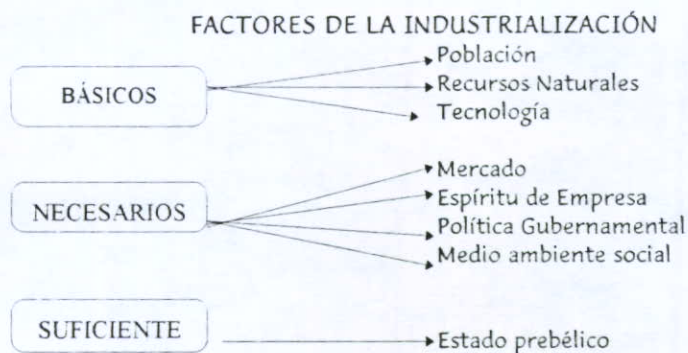 FACTORES DE LA INDUSTRIALIZACIÓN
BÁSICOS
Población
Recursos Naturales
Tecnología
NECESARIOS
Mercado
Espíritu de Empresa
Política Gubernamental
Medio ambiente social
SUFICIENTE
Estado prebélico